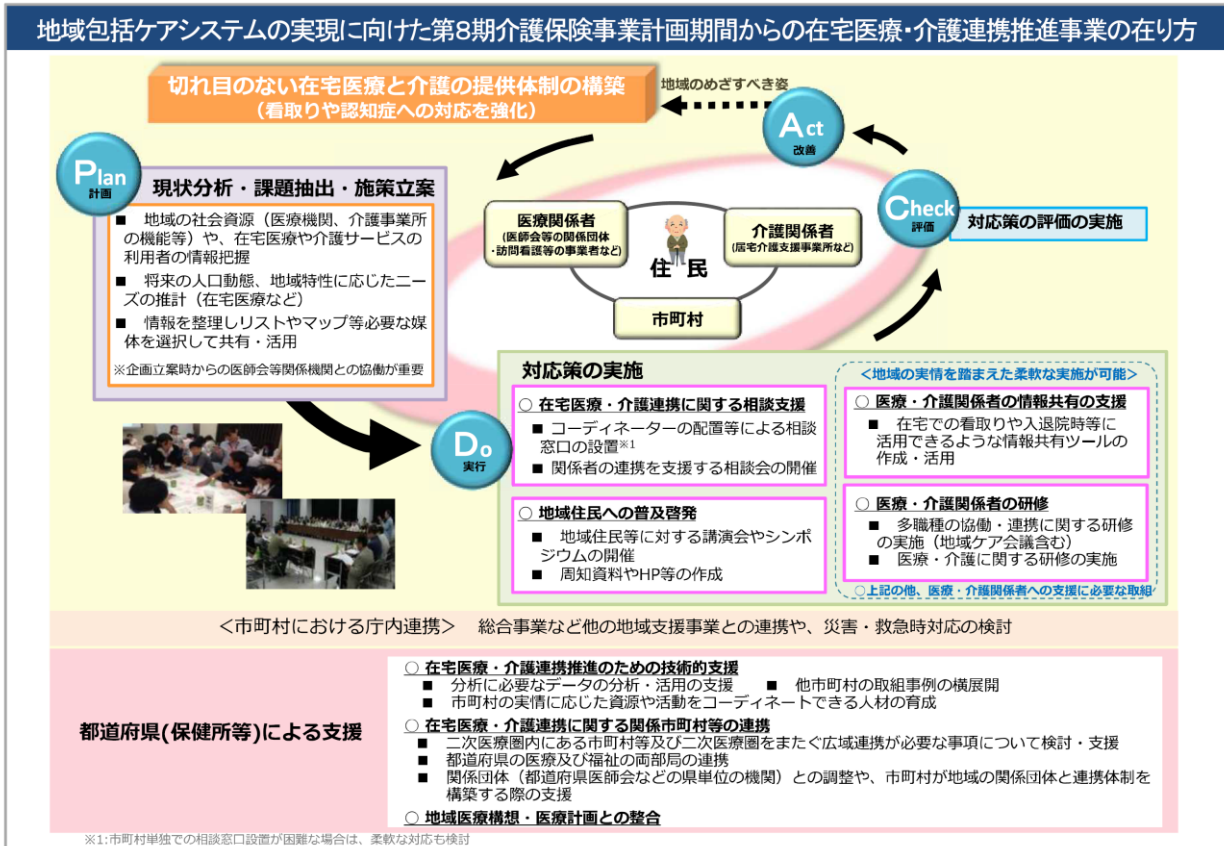 地域包括ケアシステムの実現に向けた第8期介護保険事業計画期間からの在宅医療・介護連携推進事業の在り方
切れ目のない在宅医療と介護の提供体制の構築
（看取りや認知症への対応を強化）
地域のめざすべき姿
Act
改善
Plan
計画
現状分析・課題抽出・施策立案
■ 地域の社会資源（医療機関、介護事業所
の機能等）や、在宅医療や介護サービスの
利用者の情報把握
■ 将来の人口動態、地域特性に応じたニー
ズの推計（在宅医療など）
■ 情報を整理しリストやマップ等必要な媒
体を選択して共有・活用
※企画立案時からの医師会等関係機関との協働が重要
医療関係者
(医師会等の関係団体
・訪問看護等の事業者など)
住民
介護関係者
(居宅介護支援事業所など)
市町村
Check
評価
対応策の評価の実施
Do
実行
対応策の実施
○ 在宅医療・介護連携に関する相談支援
■ コーディネーターの配置等による相談
窓口の設置※1
■ 関係者の連携を支援する相談会の開催
○ 地域住民への普及啓発
■ 地域住民等に対する講演会やシンポ
ジウムの開催
■ 周知資料やHP等の作成
＜地域の実情を踏まえた柔軟な実施が可能＞
○ 医療・介護関係者の情報共有の支援
■ 在宅での看取りや入退院時等に
活用できるような情報共有ツールの
作成・活用
○ 医療・介護関係者の研修
■ 多職種の協働・連携に関する研修
の実施（地域ケア会議含む）
■ 医療・介護に関する研修の実施
○上記の他、医療・介護関係者への支援に必要な取組
＜市町村における庁内連携＞ 総合事業など他の地域支援事業との連携や、災害・救急時対応の検討
都道府県(保健所等)による支援
○ 在宅医療・介護連携推進のための技術的支援
■ 分析に必要なデータの分析・活用の支援 ■ 他市町村の取組事例の横展開
■ 市町村の実情に応じた資源や活動をコーディネートできる人材の育成
○ 在宅医療・介護連携に関する関係市町村等の連携
■ 二次医療圏内にある市町村等及び二次医療圏をまたぐ広域連携が必要な事項について検討・支援
■ 都道府県の医療及び福祉の両部局の連携
■ 関係団体（都道府県医師会などの県単位の機関）との調整や、市町村が地域の関係団体と連携体制を
構築する際の支援
○ 地域医療構想・医療計画との整合
※1:市町村単独での相談窓口設置が困難な場合は、柔軟な対応も検討